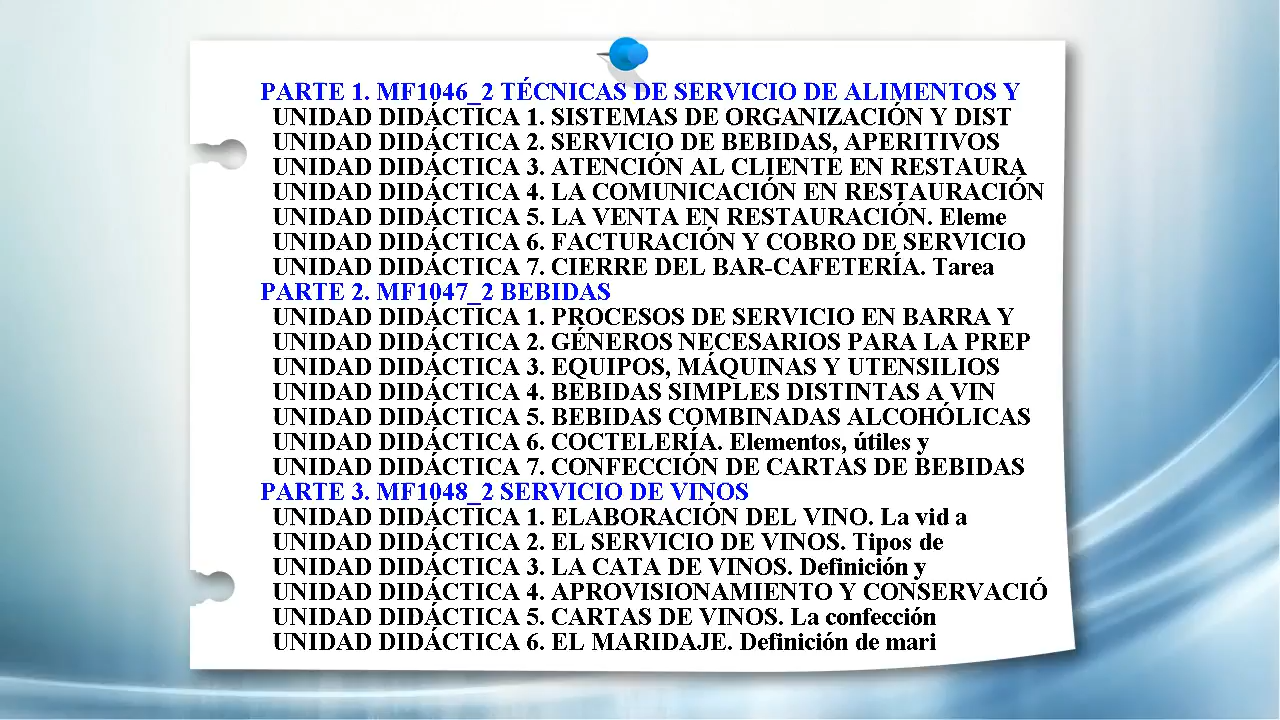 PARTE 1. MF1046_2 TÉCNICAS DE SERVICIO DE ALIMENTOS Y
UNIDAD DIDÁCTICA 1. SISTEMAS DE ORGANIZACIÓN Y DIST
UNIDAD DIDÁCTICA 2. SERVICIO DE BEBIDAS, APERITIVOS
UNIDAD DIDÁCTICA 3. ATENCIÓN AL CLIENTE EN RESTAURA
UNIDAD DIDÁCTICA 4. LA COMUNICACIÓN EN RESTAURACIÓN
UNIDAD DIDÁCTICA 5. LA VENTA EN RESTAURACIÓN. Eleme
UNIDAD DIDÁCTICA 6. FACTURACIÓN Y COBRO DE SERVICIO
UNIDAD DIDÁCTICA 7. CIERRE DEL BAR-CAFETERÍA. Tarea
PARTE 2. MF1047_2 BEBIDAS
UNIDAD DIDÁCTICA 1. PROCESOS DE SERVICIO EN BARRA Y
UNIDAD DIDÁCTICA 2. GÉNEROS NECESARIOS PARA LA PREP
UNIDAD DIDÁCTICA 3. EQUIPOS, MÁQUINAS Y UTENSILIOS
UNIDAD DIDÁCTICA 4. BEBIDAS SIMPLES DISTINTAS A VIN
UNIDAD DIDÁCTICA 5. BEBIDAS COMBINADAS ALCOHÓLICAS
UNIDAD DIDÁCTICA 6. COCTELERÍA. Elementos, útiles y
UNIDAD DIDÁCTICA 7. CONFECCIÓN DE CARTAS DE BEBIDAS
PARTE 3. MF1048_2 SERVICIO DE VINOS
UNIDAD DIDÁCTICA 1. ELABORACIÓN DEL VINO. La vid a
UNIDAD DIDÁCTICA 2. EL SERVICIO DE VINOS. Tipos de
UNIDAD DIDÁCTICA 3. LA CATA DE VINOS. Definición y
UNIDAD DIDÁCTICA 4. APROVISIONAMIENTO Y CONSERVACIÓ
UNIDAD DIDÁCTICA 5. CARTAS DE VINOS. La confección
UNIDAD DIDÁCTICA 6. EL MARIDAJE. Definición de mari